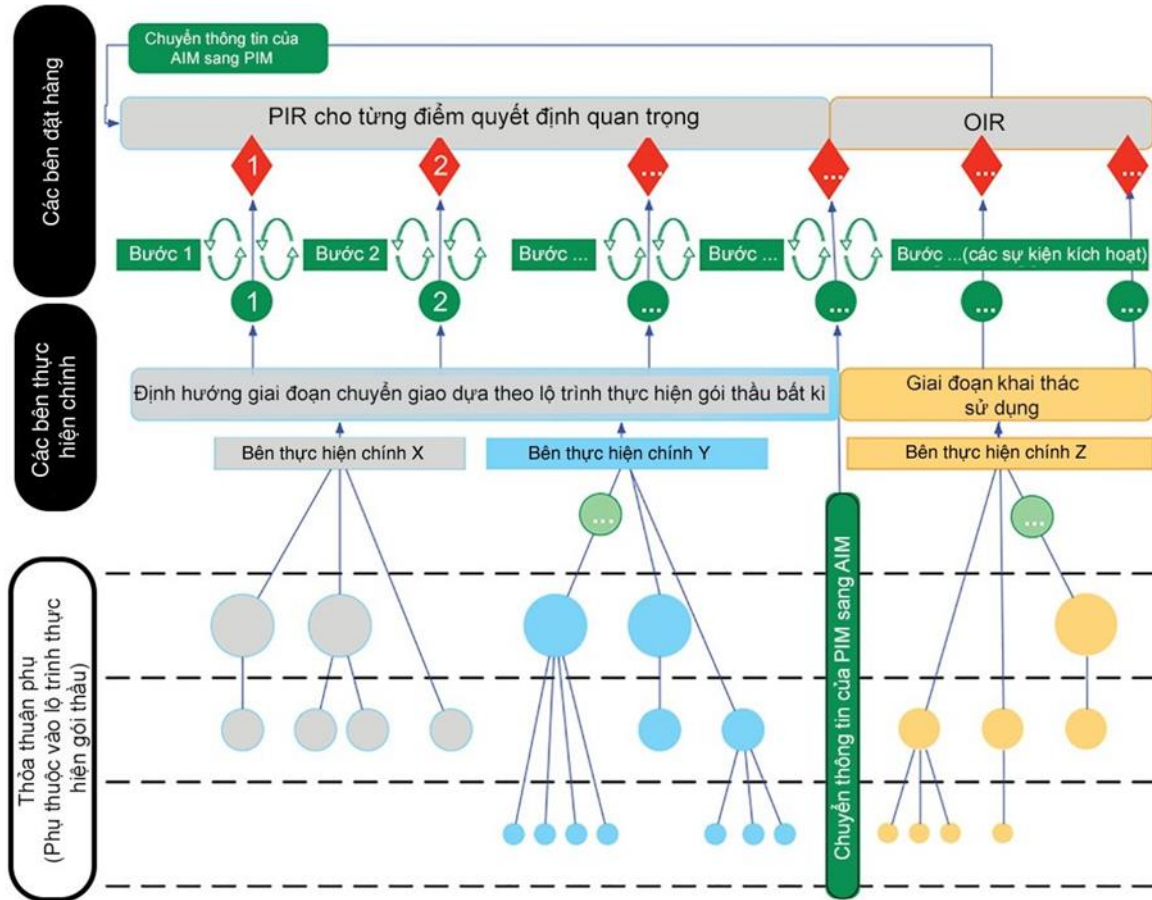 Các bên đặt hàng
Chuyển thông tin của
AIM sang PIM
PIR cho từng điểm quyết định quan trọng
OIR
1
2
...
...
...
...
Bước 1
Bước 2
Bước ...
Bước ...
Bước ...(các sự kiện kích hoạt)
1
2
...
...
...
...
Các bên thực
hiện chính
Định hướng giai đoạn chuyển giao dựa theo lộ trình thực hiện gói thầu bất kì
Giai đoạn khai thác
sử dụng
Bên thực hiện chính X
Bên thực hiện chính Y
Bên thực hiện chính Z
...
...
Chuyển thông tin của PIM sang AIM
Thỏa thuận phụ
(Phụ thuộc vào lộ trình thực
hiện gói thầu)